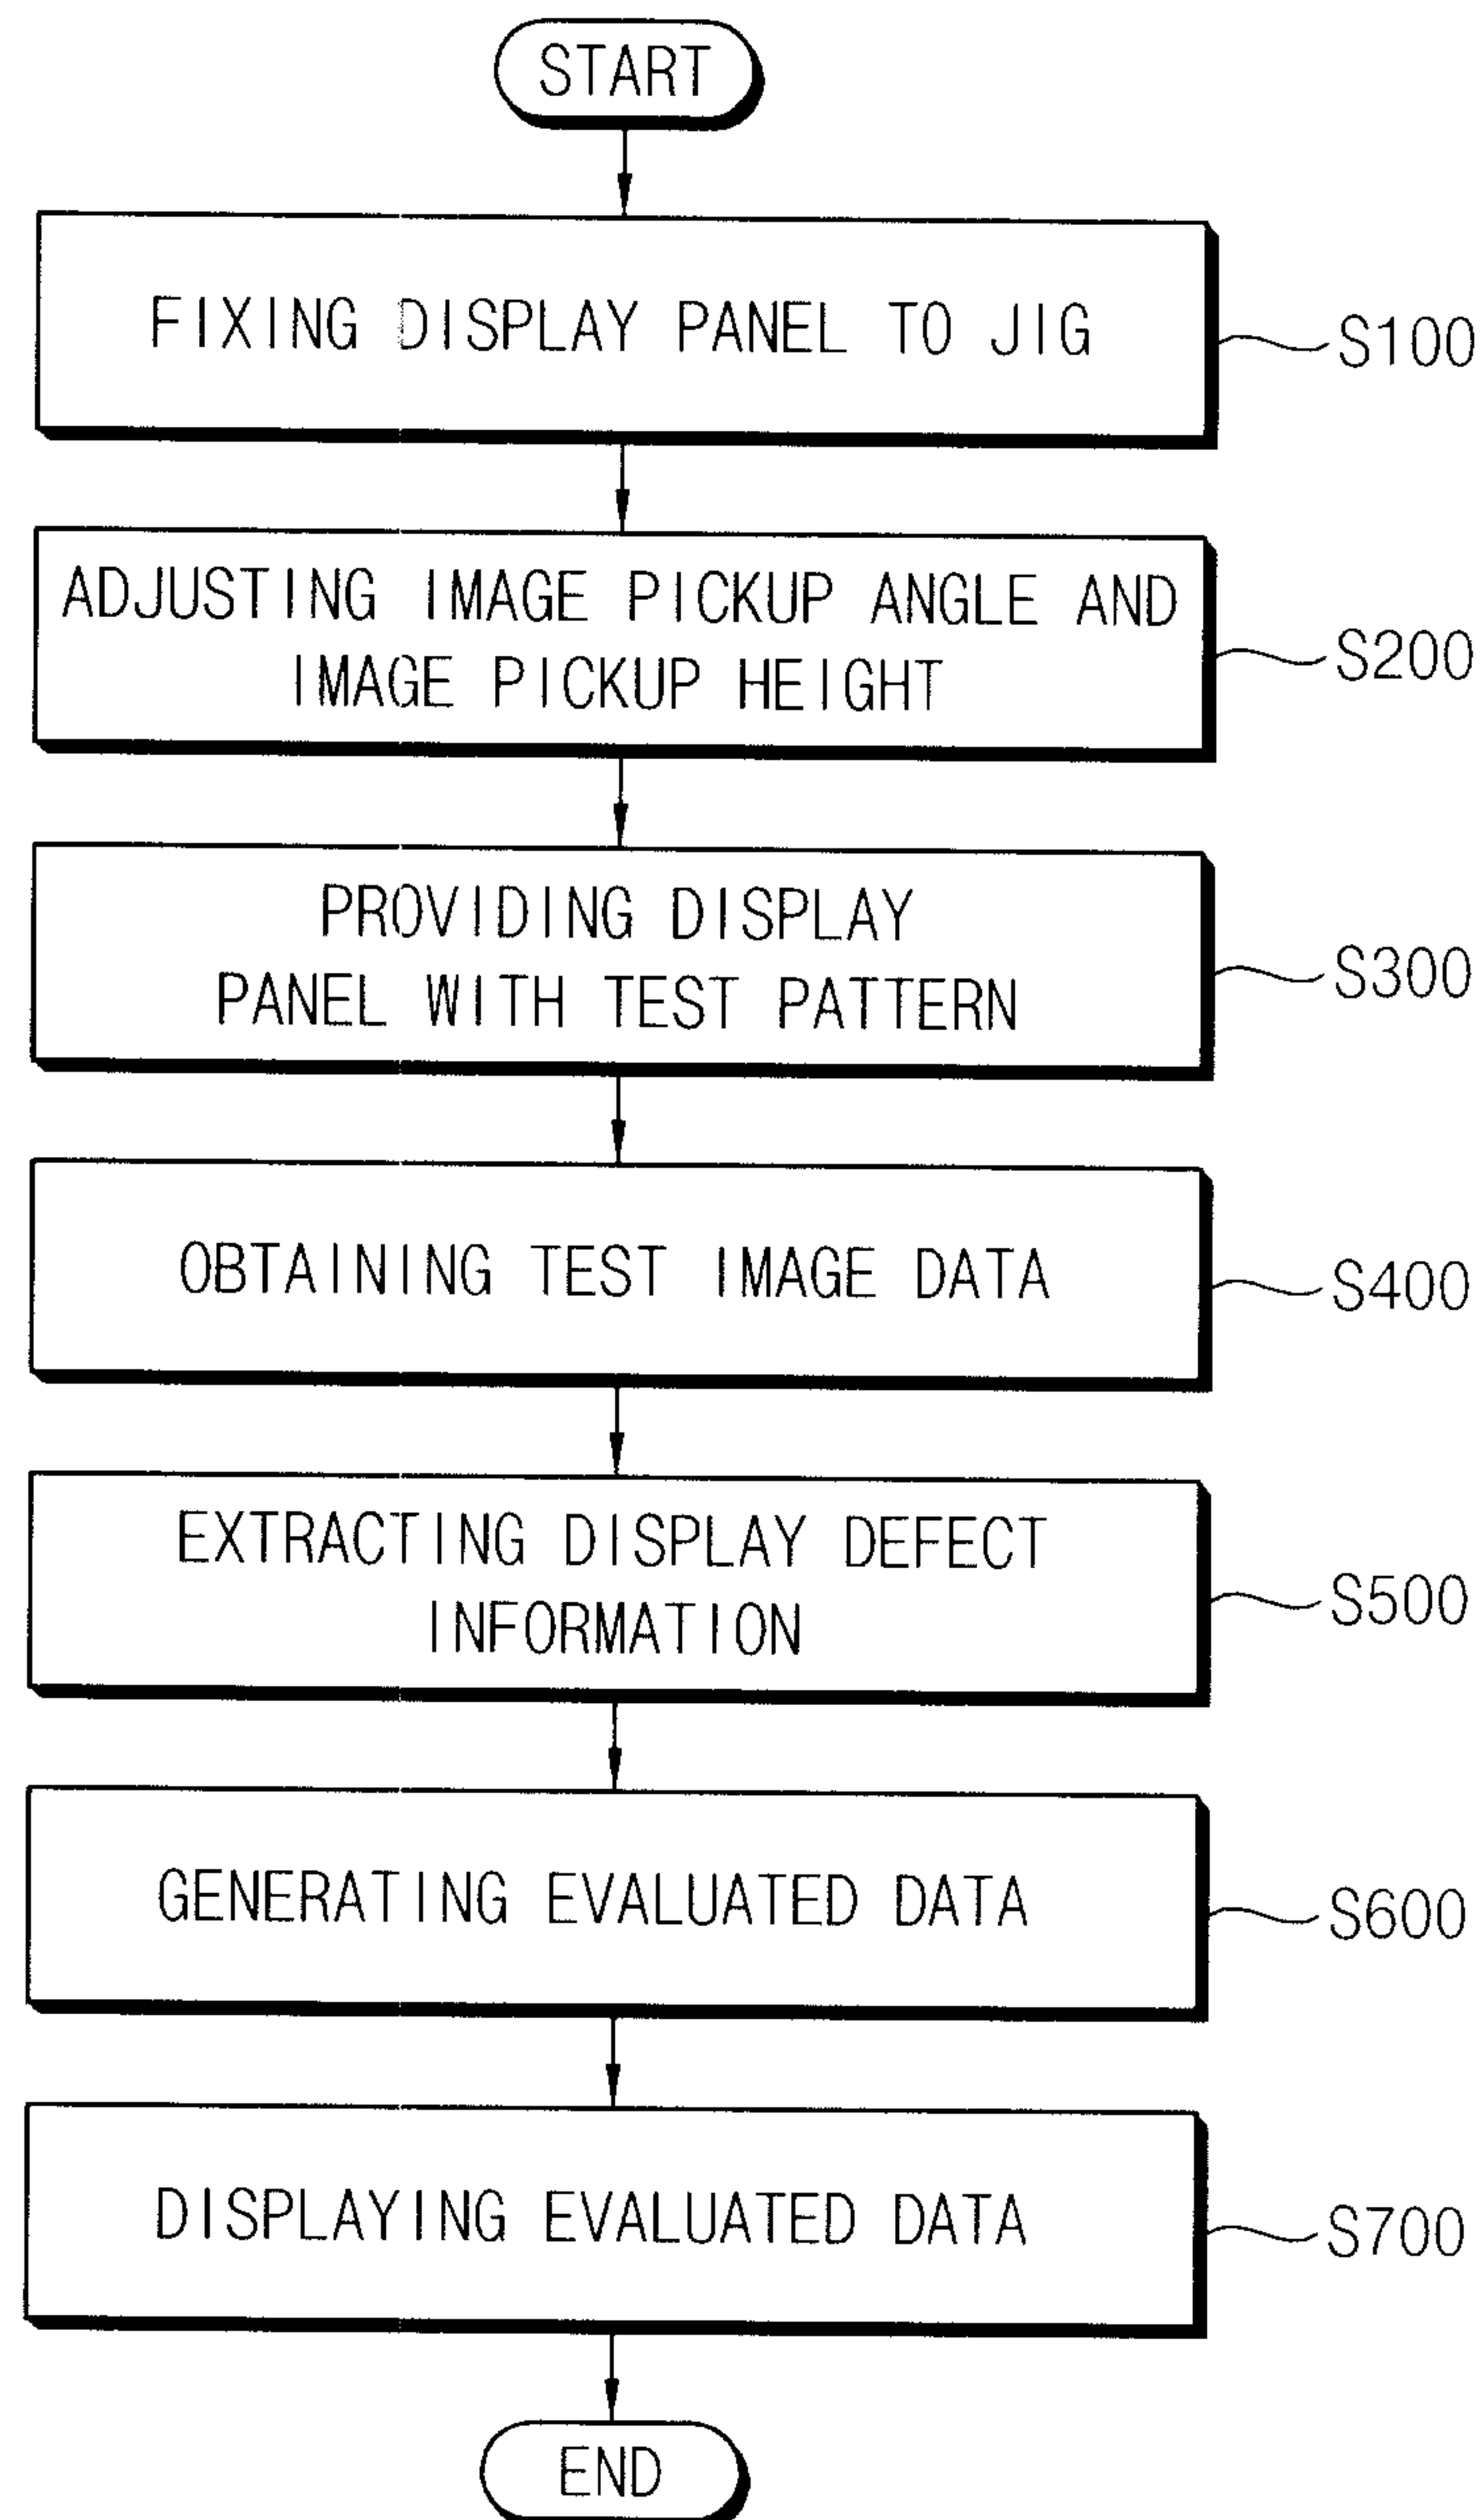 START
FIXING DISPLAY PANEL TO JIG
S100
ADJUSTING IMAGE PICKUP ANGLE AND
IMAGE PICKUP HEIGHT
S200
PROVIDING DISPLAY
PANEL WITH TEST PATTERN
S300
OBTAINING TEST IMAGE DATA
S400
EXTRACTING DISPLAY DEFECT
INFORMATION
S500
GENERATING EVALUATED DATA
S600
DISPLAYING EVALUATED DATA
S700
END